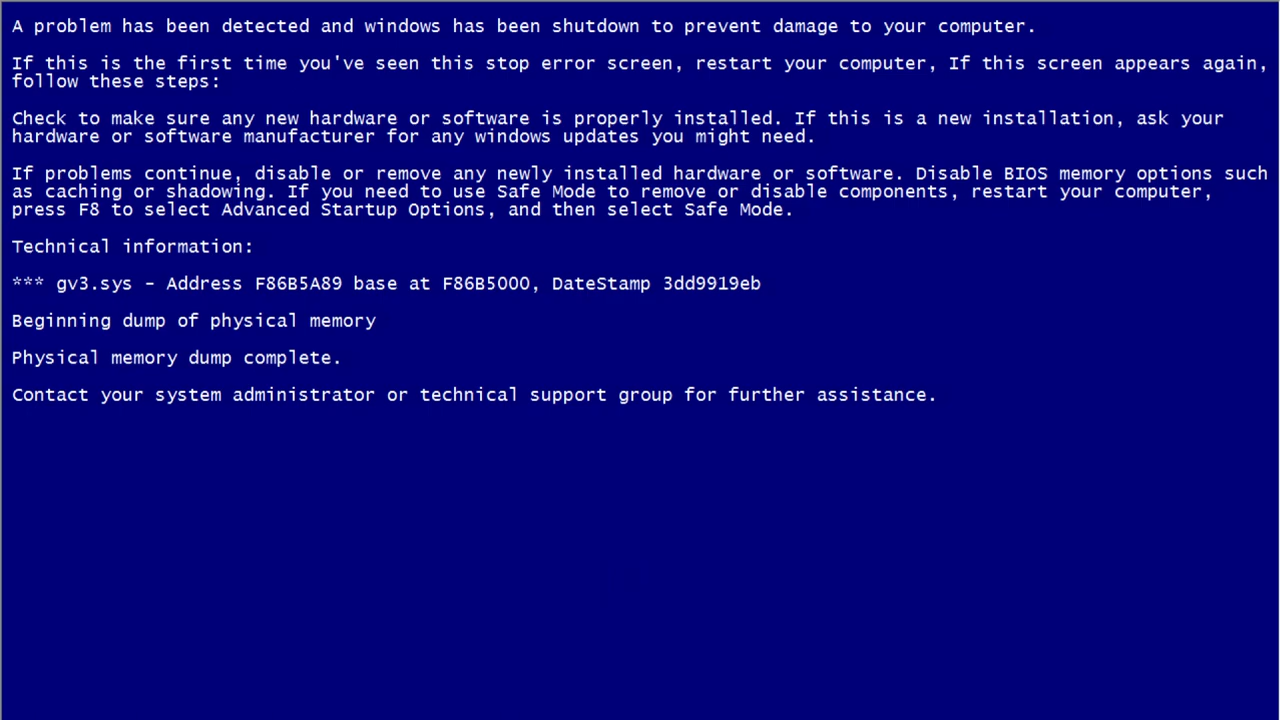 A problem has been detected and windows has been shutdown to prevent damage to your computer.
If this is the first time you've seen this stop error screen, restart your computer, If this screen appears again,
follow these steps:
Check to make sure any new hardware or software is properly installed. If this is a new installation, ask your
hardware or software manufacturer for any windows updates you might need.
If problems continue, disable or remove any newly installed hardware or software. Disable BIOS memory options such
as caching or shadowing. If you need to use Safe Mode to remove or disable components, restart your computer,
press F8 to select Advanced Startup Options, and then select Safe Mode.
Technical information:
*** gv3.sys - Address F86B5A89 base at F86B5000, DateStamp 3dd9919eb
Beginning dump of physical memory
Physical memory dump complete.
Contact your system administrator or technical support group for further assistance.